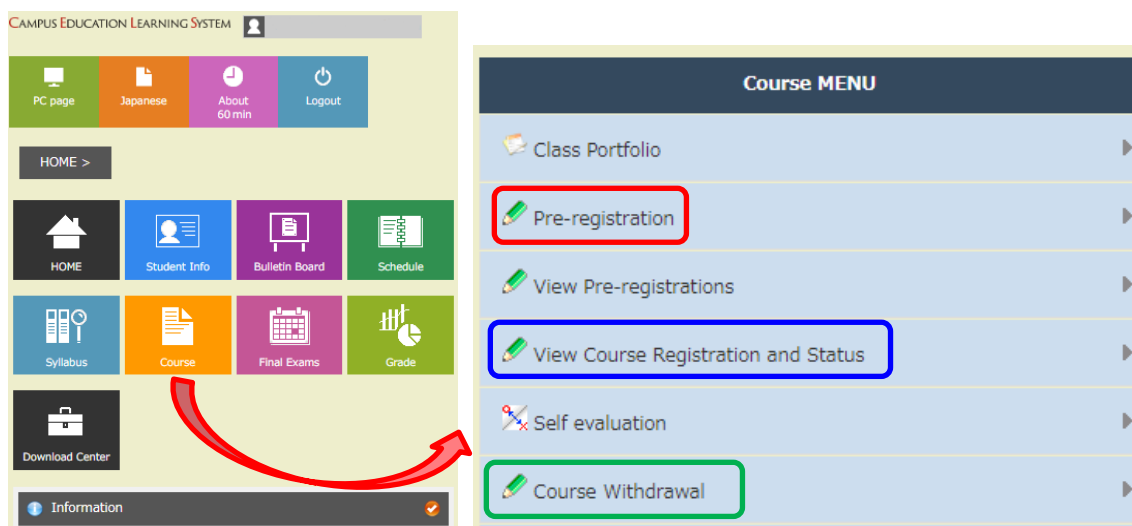 CAMPUS EDUCATION LEARNING SYSTEM
PC page
Japanese
About
60 min
Logout
HOME >
HOME
Student Info
Bulletin Board
Schedule
Syllabus
Course
Final Exams
Grade
Download Center
Information
Course MENU
Class Portfolio
Pre-registration
View Pre-registrations
View Course Registration and Status
Self evaluation
Course Withdrawal